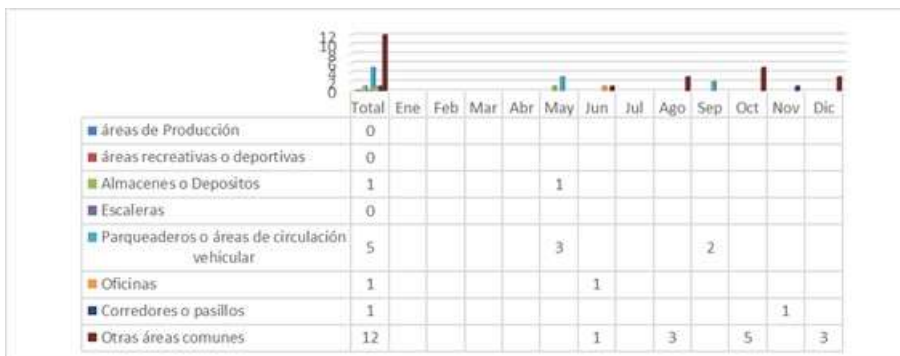 12
10
8
6
4
2
0
Total Ene Feb Mar Abr May Jun Jul Ago Sep Oct Nov Dic
áreas de Producción 0
áreas recreativas o deportivas 0
Almacenes o Depositos 1 1
Escaleras 0
Parqueaderos o áreas de circulación
vehicular 5 3 2
Oficinas 1 1
Corredores o pasillos 1 1
Otras áreas comunes 12 1 3 5 3